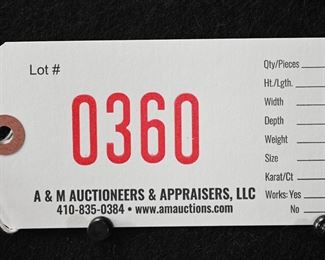 Lot #
0360
A & M AUCTIONEERS & APPRAISERS, LLC
410-835-0384 • www.amauctions.com
Qty/Pieces
Ht./Lgth.
Width
Depth
Weight
Size
Karat/Ct
Works: Yes
No